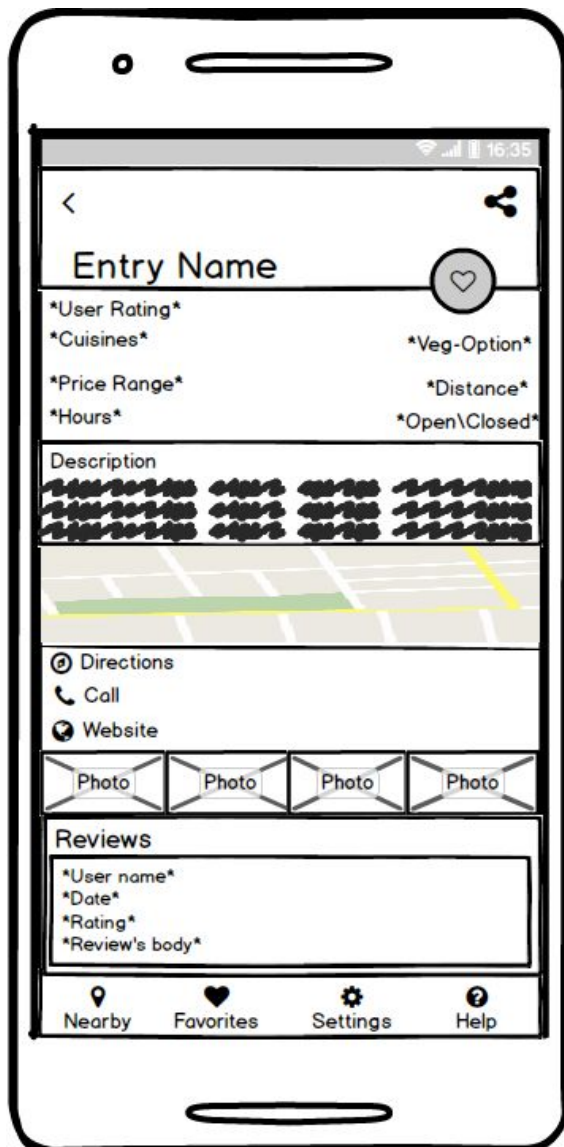 16:35
Entry Name
*User Rating*
*Cuisines*
*Veg-Option*
*Price Range*
*Distance*
*Hours*
*Open\Closed*
Description
Directions
Call
Website
Photo Photo Photo Photo
Reviews
*User name*
*Date*
*Rating*
*Review's body*
Nearby Favorites Settings Help